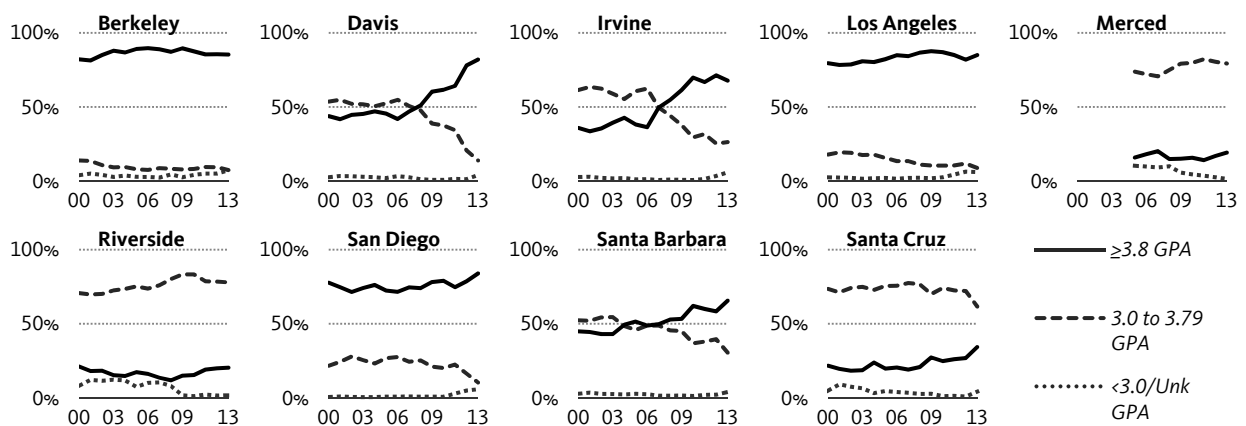 Berkeley
100%
50%
0%
00 03 06 09 13
Davis
100%
50%
0%
00 03 06 09 13
Irvine
100%
50%
0%
00 03 06 09 13
Los Angeles
100%
50%
0%
00 03 06 09 13
Merced
100%
50%
0%
00 03 06 09 13
Riverside
100%
50%
0%
00 03 06 09 13
San Diego
100%
50%
0%
00 03 06 09 13
Santa Barbara
100%
50%
0%
00 03 06 09 13
Santa Cruz
100%
50%
0%
00 03 06 09 13
≥3.8 GPA
3.0 to 3.79
GPA
<3.0/Unk
GPA